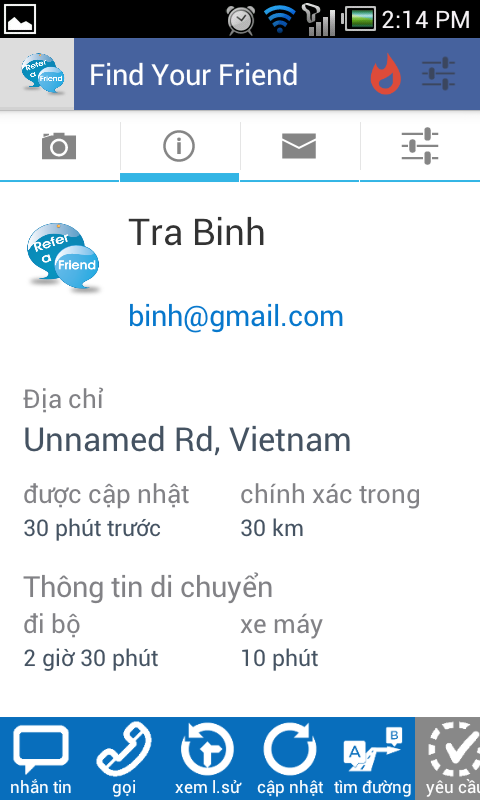 2:14 PM
Refer
a
Friend
Find Your Friend
Refer
a
Friend
Tra Binh
binh@gmail.com
Địa chỉ
Unnamed Rd, Vietnam
được cập nhật
chính xác trong
30 phút trước
30 km
Thông tin di chuyển
đi bộ
xe máy
2 giờ 30 phút
10 phút
A
B
nhắn tin
gọi
xem l.sử
cập nhật
tìm đường
yêu cầu